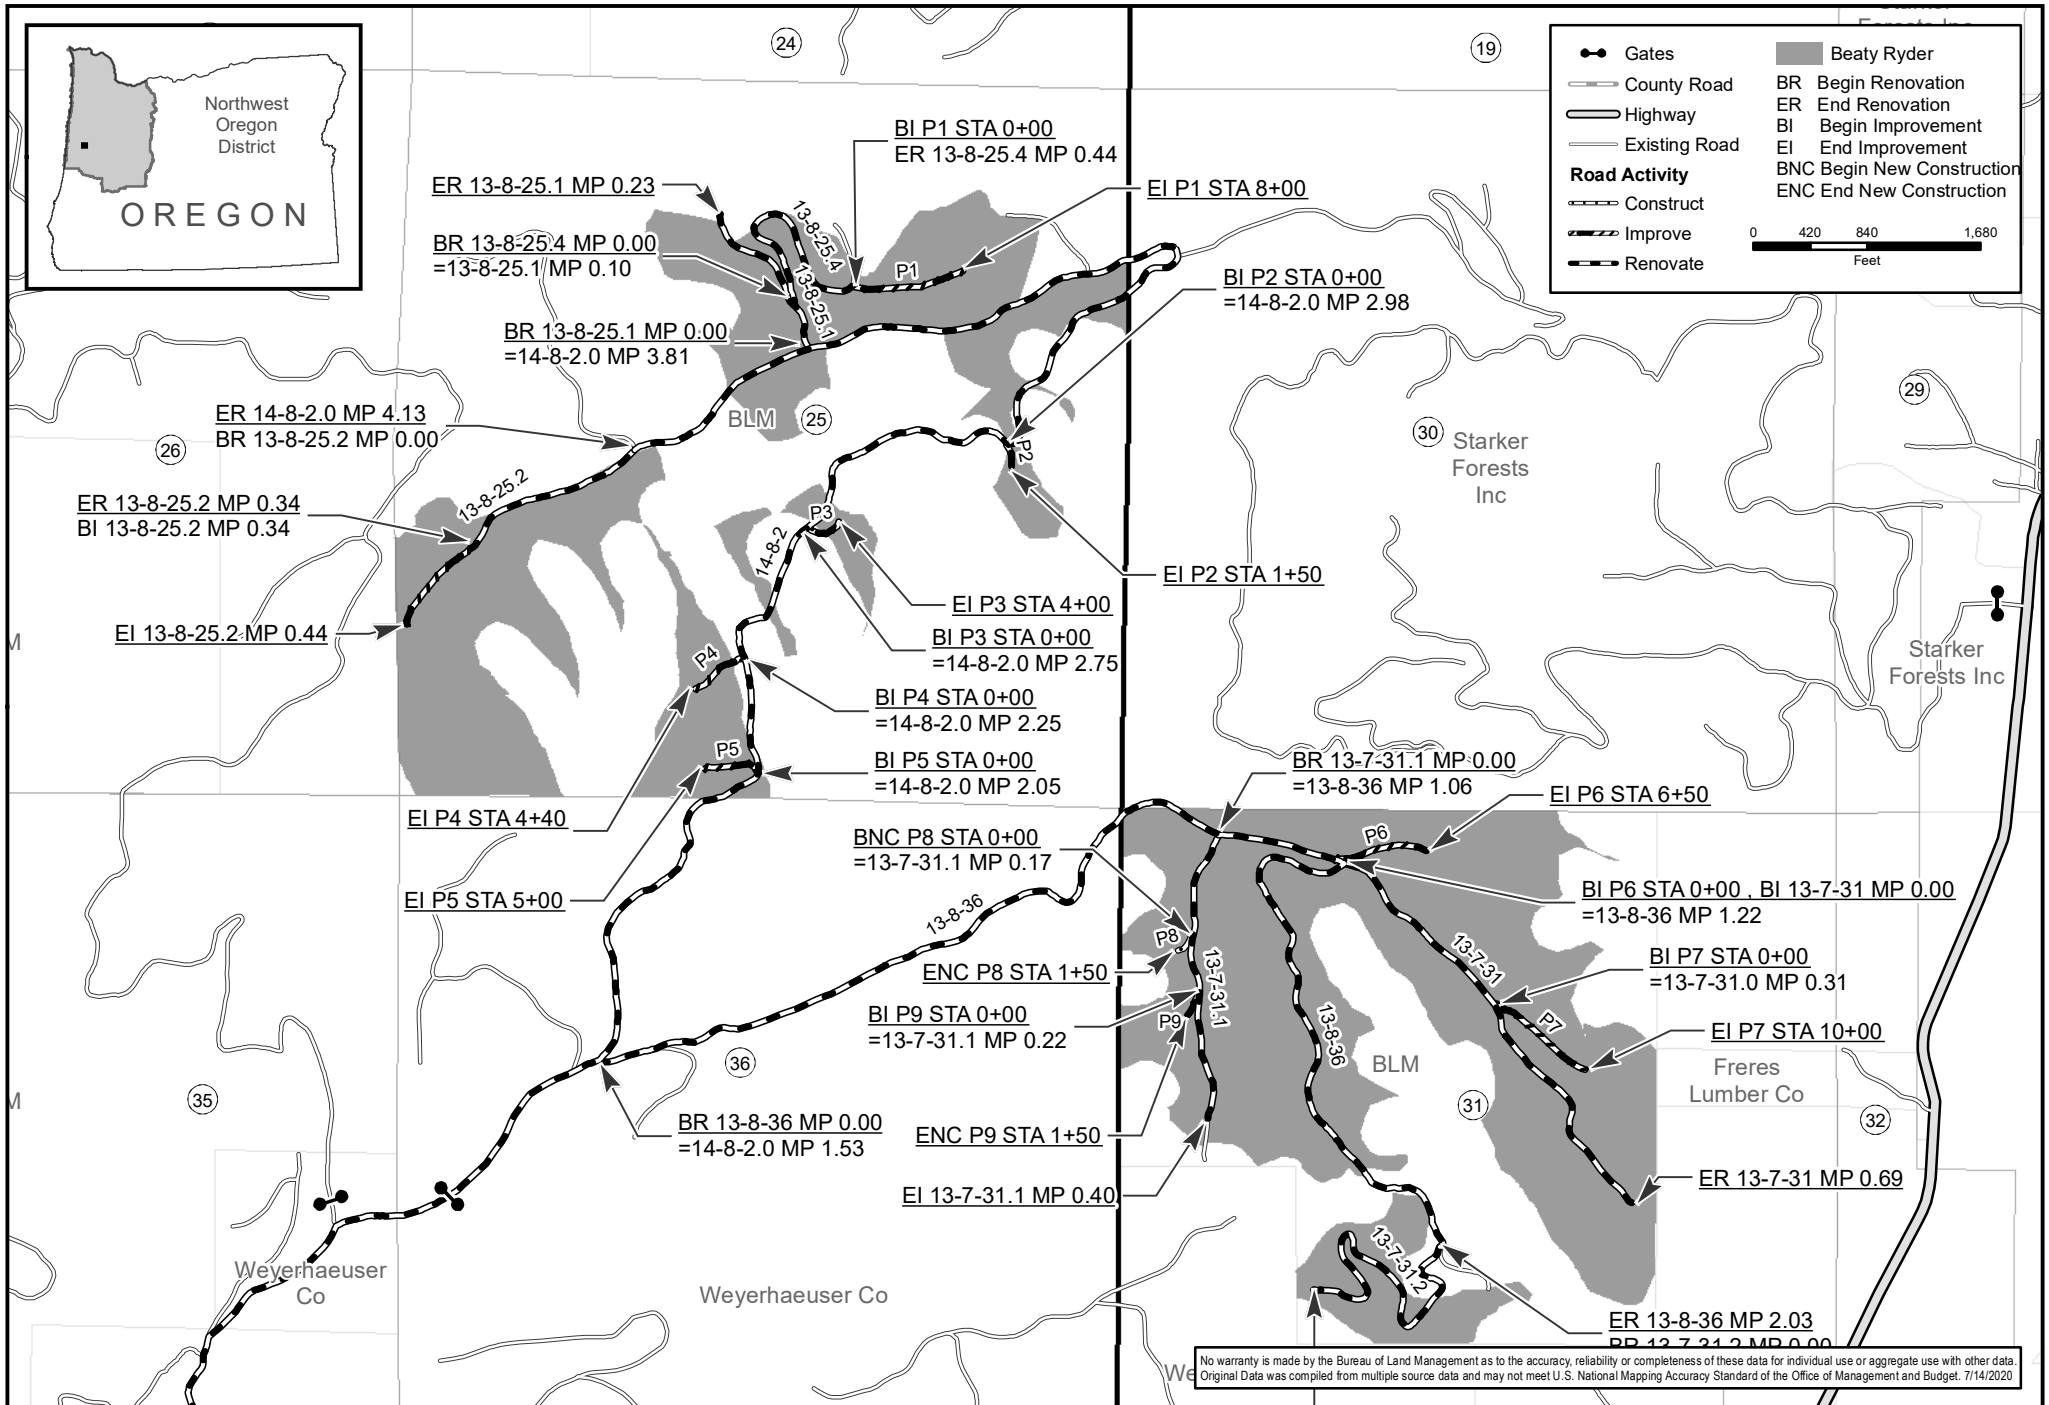 Northwest
Oregon
District
OREGON
24
19
Gates
County Road
Highway
Existing Road
Road Activity
Construct
Improve
Renovate
Beaty Ryder
BR Begin Renovation
ER End Renovation
BI Begin Improvement
EI End Improvement
BNC Begin New Construction
ENC End New Construction
0 420 840 1,680
Feet
BI P1 STA 0+00
ER 13-8-25.4 MP 0.44
ER 13-8-25.1 MP 0.23
EI P1 STA 8+00
13-8-25.4
BR 13-8-25.4 MP 0.00
=13-8-25.1 MP 0.10
P1
13-8-25.1
BI P2 STA 0+00
=14-8-2.0 MP 2.98
BR 13-8-25.1 MP 0.00
=14-8-2.0 MP 3.81
29
ER 14-8-2.0 MP 4.13
BR 13-8-25.2 MP 0.00
BLM
25
26
30
Starker
Forests
Inc
P2
13-8-25.2
ER 13-8-25.2 MP 0.34
BI 13-8-25.2 MP 0.34
P3
14-8-2
EI P2 STA 1+50
EI P3 STA 4+00
EI 13-8-25.2 MP 0.44
BI P3 STA 0+00
=14-8-2.0 MP 2.75
Starker
Forests Inc
P4
BI P4 STA 0+00
=14-8-2.0 MP 2.25
P5
BI P5 STA 0+00
=14-8-2.0 MP 2.05
BR 13-7-31.1 MP 0.00
=13-8-36 MP 1.06
EI P6 STA 6+50
EI P4 STA 4+40
P6
BNC P8 STA 0+00
=13-7-31.1 MP 0.17
BI P6 STA 0+00 , BI 13-7-31 MP 0.00
=13-8-36 MP 1.22
EI P5 STA 5+00
13-8-36
P8
13-7-31
BI P7 STA 0+00
=13-7-31.0 MP 0.31
ENC P8 STA 1+50
13-7-31.1
BI P9 STA 0+00
=13-7-31.1 MP 0.22
P9
13-8-36
P7
EI P7 STA 10+00
36
BLM
Freres
Lumber Co
35
31
32
BR 13-8-36 MP 0.00
=14-8-2.0 MP 1.53
ENC P9 STA 1+50
EI 13-7-31.1 MP 0.40
ER 13-7-31 MP 0.69
Weyerhaeuser
Co
13-7-31.2
Weyerhaeuser Co
ER 13-8-36 MP 2.03
BR 13-7-31.2 MP 0.00
No warranty is made by the Bureau of Land Management as to the accuracy, reliability or completeness of these data for individual use or aggregate use with other data.
Original Data was compiled from multiple source data and may not meet U.S. National Mapping Accuracy Standard of the Office of Management and Budget. 7/14/2020